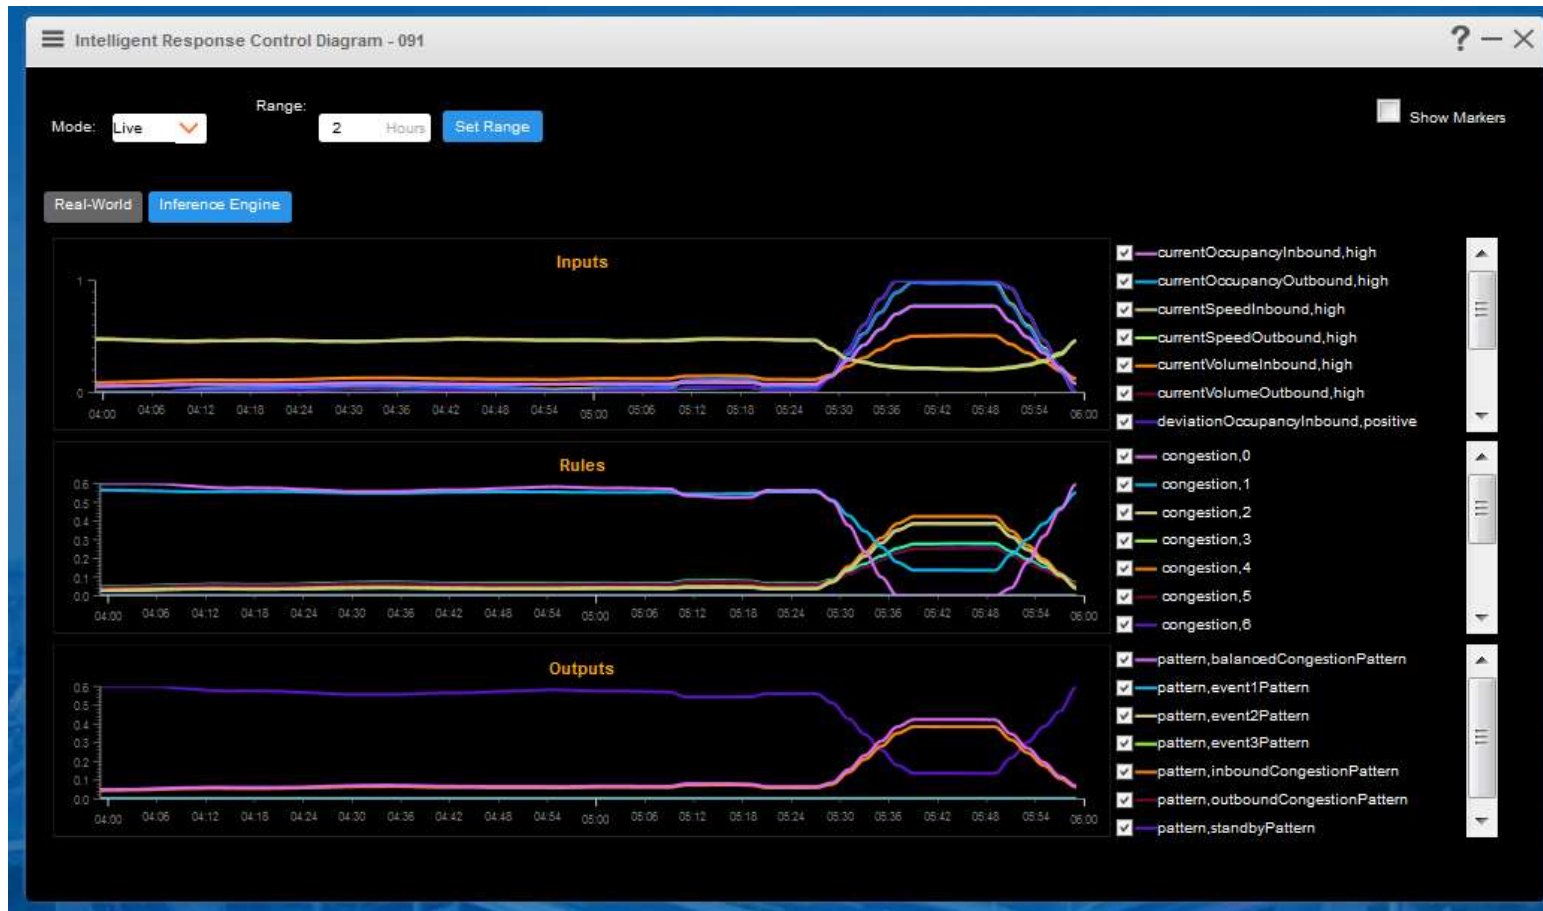 Intelligent Response Control Diagram - 091
? − ×
Range:
Mode: Live 2 Hours Set Range
Show Markers
Real-World Inference Engine
Inputs
1
0
04:00 04:06 04:12 04:18 04:24 04:30 04:36 04:42 04:48 04:54 05:00 05:06 05:12 05:18 05:24 05:30 05:36 05:42 05:48 05:54 06:00
currentOccupancyInbound,high
currentOccupancyOutbound,high
currentSpeedInbound,high
currentSpeedOutbound,high
currentVolumeInbound,high
currentVolumeOutbound,high
deviationOccupancyInbound,positive
Rules
0.6
0.5
0.4
0.3
0.2
0.1
0.0
04:00 04:06 04:12 04:18 04:24 04:30 04:36 04:42 04:48 04:54 05:00 05:06 05:12 05:18 05:24 05:30 05:36 05:42 05:48 05:54 06:00
congestion,0
congestion,1
congestion,2
congestion,3
congestion,4
congestion,5
congestion,6
Outputs
0.6
0.5
0.4
0.3
0.2
0.1
0.0
04:00 04:06 04:12 04:18 04:24 04:30 04:36 04:42 04:48 04:54 05:00 05:06 05:12 05:18 05:24 05:30 05:36 05:42 05:48 05:54 06:00
pattern,balancedCongestionPattern
pattern,event1Pattern
pattern,event2Pattern
pattern,event3Pattern
pattern,inboundCongestionPattern
pattern,outboundCongestionPattern
pattern,standbyPattern